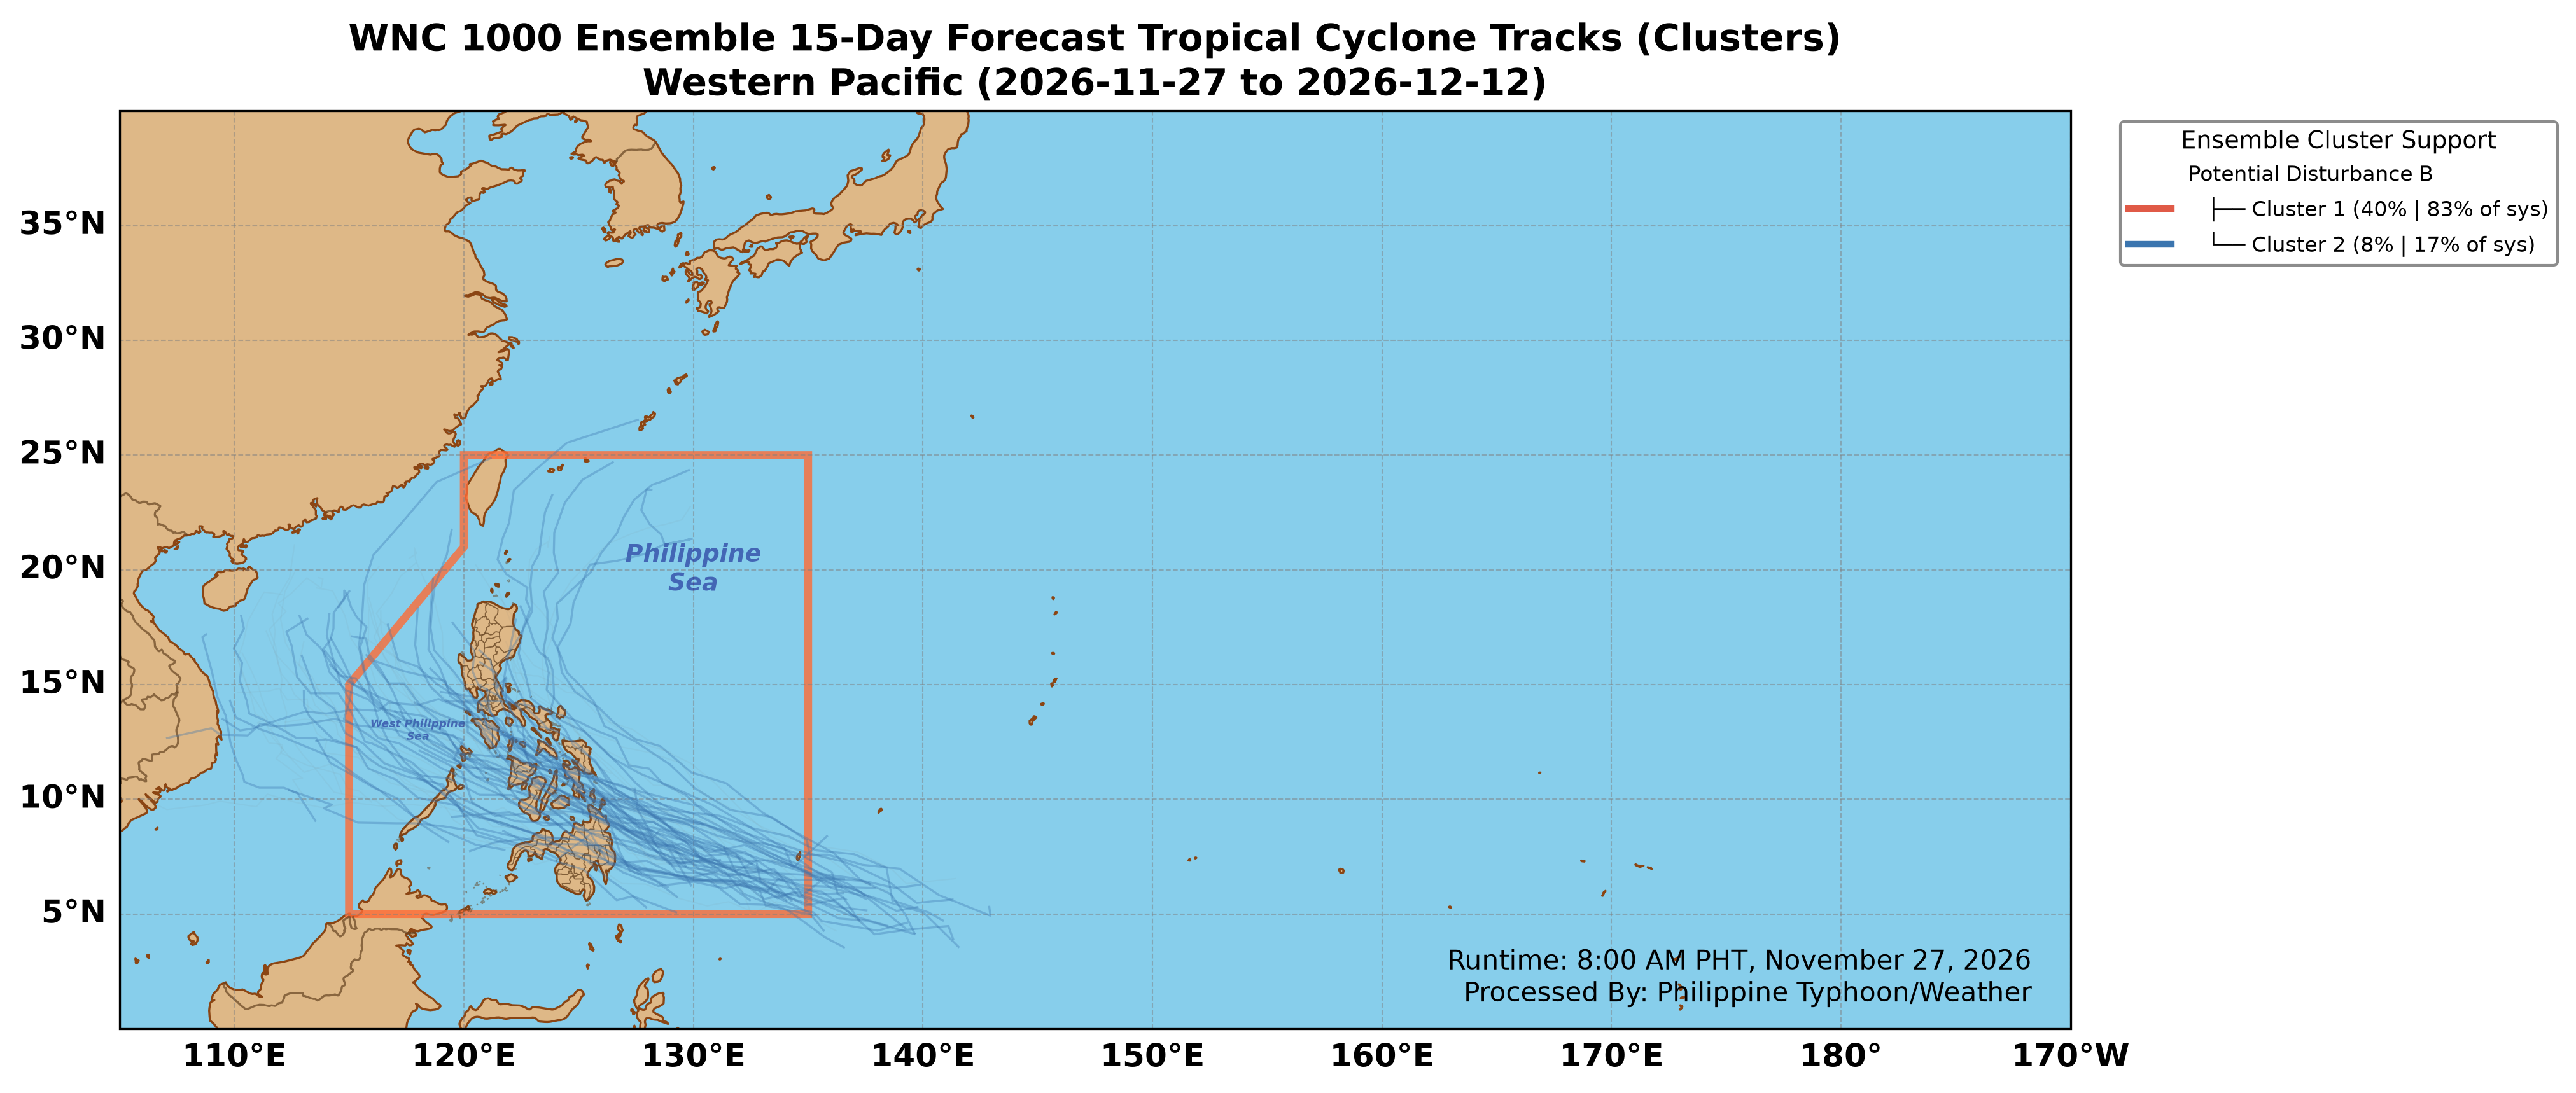 WNC 1000 Ensemble 15-Day Forecast Tropical Cyclone Tracks (Clusters)
Western Pacific (2026-11-27 to 2026-12-12)
Ensemble Cluster Support
Potential Disturbance B
├── Cluster 1 (40% | 83% of sys)
└── Cluster 2 (8% | 17% of sys)
35°N
30°N
25°N
20°N
15°N
10°N
5°N
Philippine
Sea
West Philippine
Sea
Runtime: 8:00 AM PHT, November 27, 2026
Processed By: Philippine Typhoon/Weather
110°E
120°E
130°E
140°E
150°E
160°E
170°E
180°
170°W